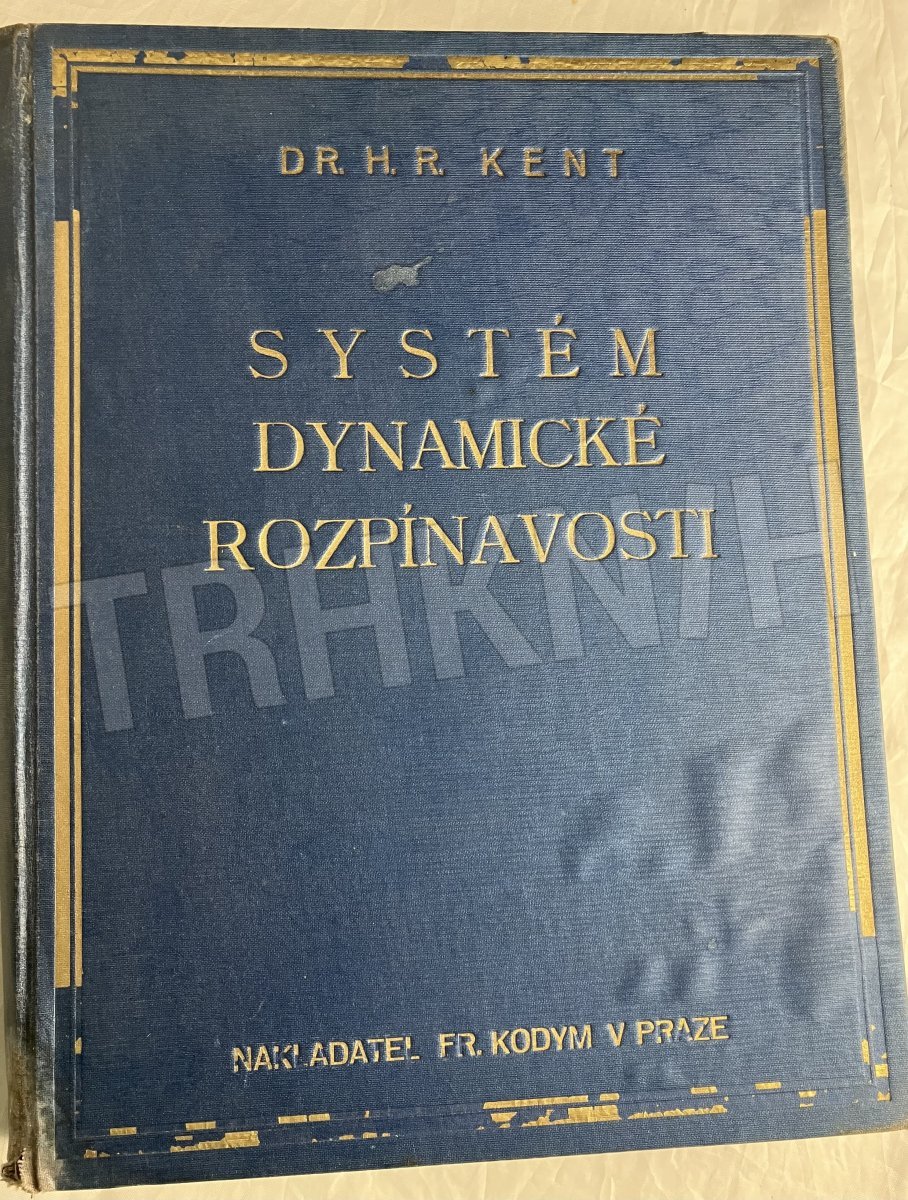 DR. H. R. KENT
SYSTÉM
DYNAMICKÉ
ROZPÍNAVOSTI
TRHKNIH
NAKLADATEL FR. KODYM V PRAZE